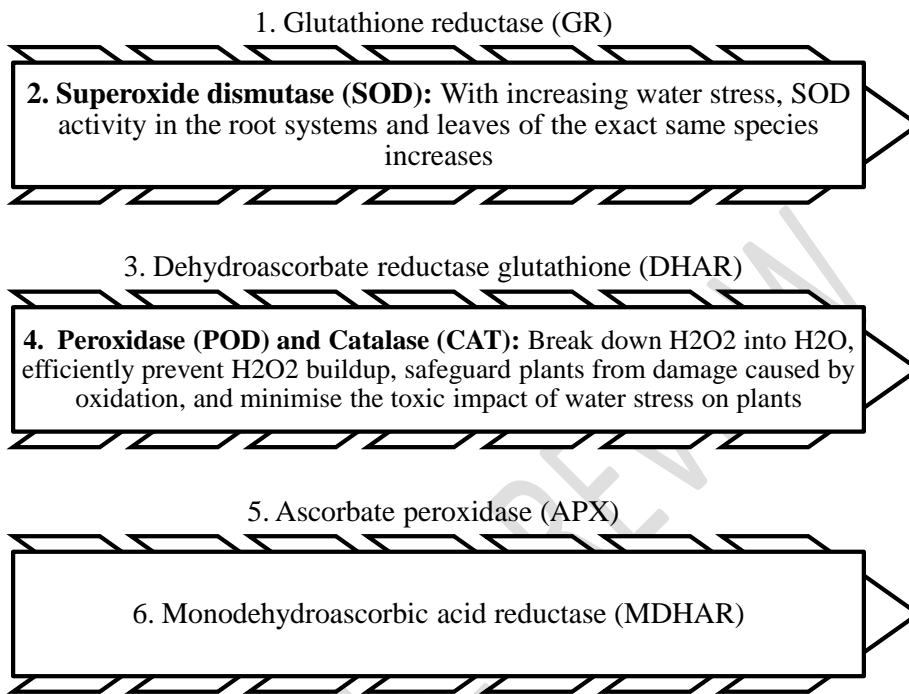 1. Glutathione reductase (GR)
2. Superoxide dismutase (SOD): With increasing water stress, SOD
activity in the root systems and leaves of the exact same species
increases
3. Dehydroascorbate reductase glutathione (DHAR)
4. Peroxidase (POD) and Catalase (CAT): Break down H2O2 into H2O,
efficiently prevent H2O2 buildup, safeguard plants from damage caused by
oxidation, and minimise the toxic impact of water stress on plants
5. Ascorbate peroxidase (APX)
6. Monodehydroascorbic acid reductase (MDHAR)